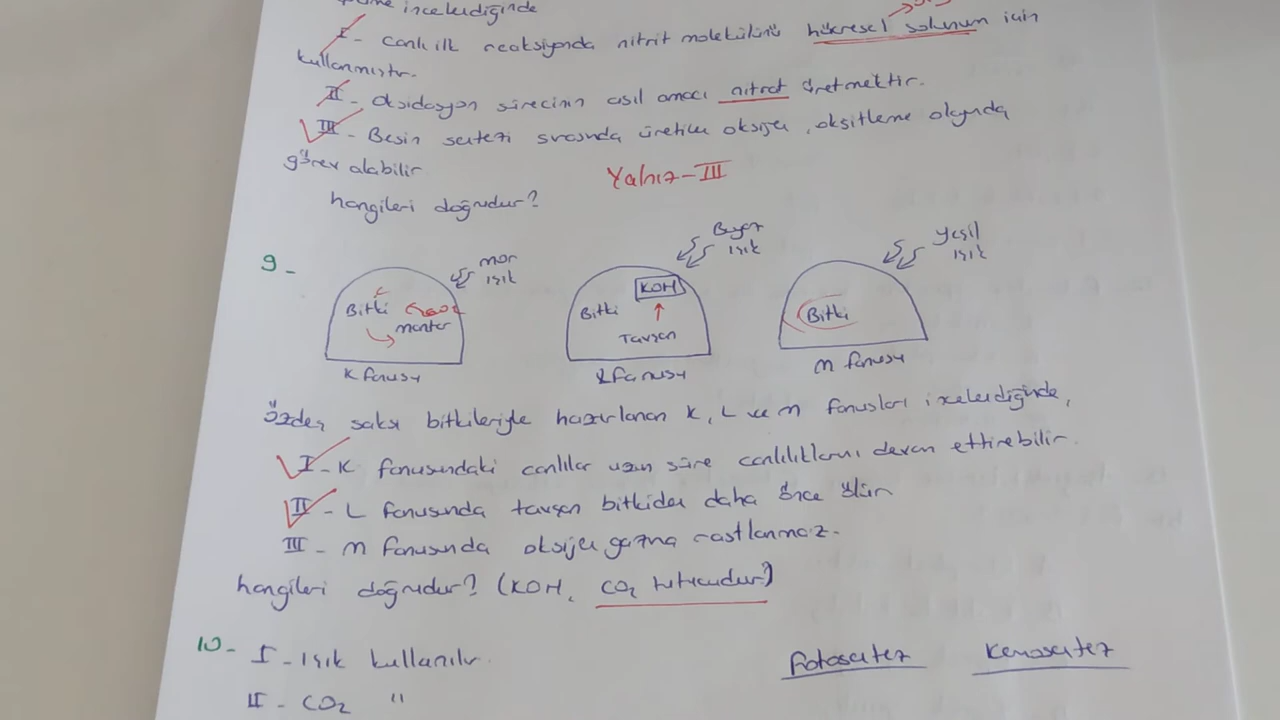 incelendiğinde
I - Canlı ilk reaksiyonda nitrit molekülünü hücresel solunum için
kullanmıştır.
II - Oksidasyon sürecinin asıl amacı nitrat üretmektir.
III - Besin sentezi sırasında üretilen oksijen, oksitleme olayında
görev alabilir
Yalnız-III
hangileri doğrudur?
9-
mor
ışık
Beyaz
ışık
Yeşil
ışık
Bitki
mantar
K fanusu
KOH
Bitki
Tavşan
L fanusu
Bitki
M fanusu
Özdeş saksı bitkileriyle hazırlanan K, L ve M fanusları incelendiğinde,
I - K fanusundaki canlılar uzun süre canlılıklarını devam ettirebilir.
II - L fanusunda tavşan bitkiden daha önce ölür
III - M fanusunda oksijen gazına rastlanmaz.
hangileri doğrudur? (KOH, CO₂ tutucudur)
10- I - Işık kullanılır.
II - CO₂ "
Fotosentez
Kemosentez